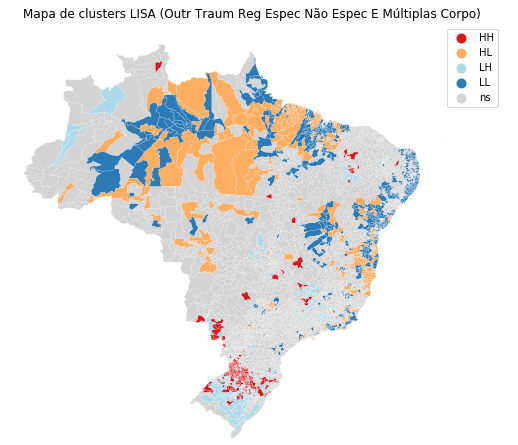 Mapa de clusters LISA (Outr Traum Reg Espec Não Espec E Múltiplas Corpo)
HH
HL
LH
LL
ns